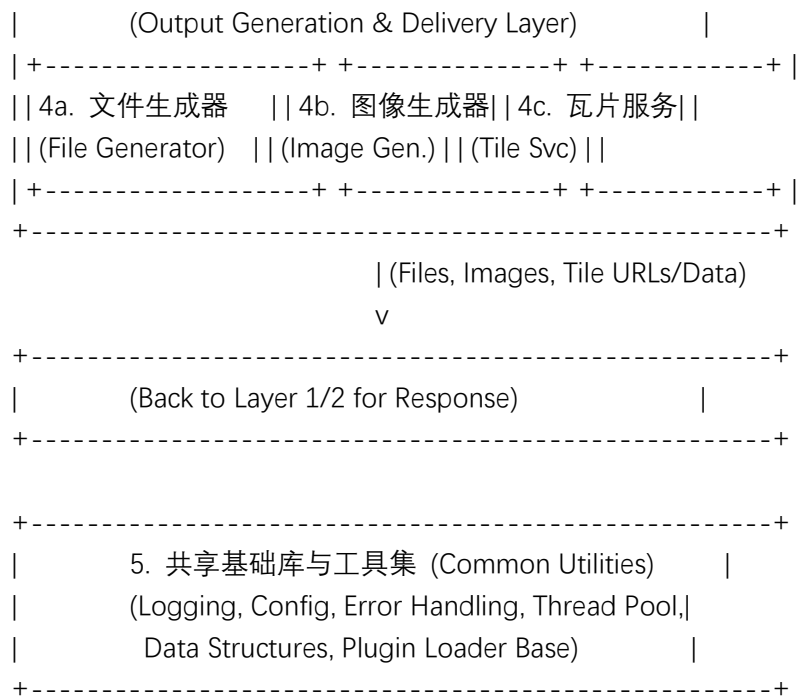 |            (Output Generation & Delivery Layer)            |
| +-------------------+ +--------------+ +------------+ |
| | 4a. 文件生成器     | | 4b. 图像生成器| | 4c. 瓦片服务| |
| | (File Generator)   | | (Image Gen.) | | (Tile Svc) | |
| +-------------------+ +--------------+ +------------+ |
+-----------------------------------------------------+
| (Files, Images, Tile URLs/Data)
v
+-----------------------------------------------------+
|            (Back to Layer 1/2 for Response)            |
+-----------------------------------------------------+
+-----------------------------------------------------+
|            5. 共享基础库与工具集 (Common Utilities)        |
|            (Logging, Config, Error Handling, Thread Pool,|
|              Data Structures, Plugin Loader Base)            |
+-----------------------------------------------------+